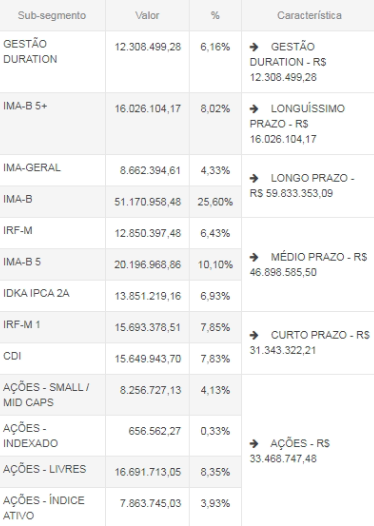 Sub-segmento Valor % Característica
GESTÃO DURATION 12.308.499,28 6,16% → GESTÃO DURATION - R$ 12.308.499,28
IMA-B 5+ 16.026.104,17 8,02% → LONGUÍSSIMO PRAZO - R$ 16.026.104,17
IMA-GERAL 8.662.394,61 4,33% → LONGO PRAZO - R$ 59.833.353,09
IMA-B 51.170.958,48 25,60%
IRF-M 12.850.397,48 6,43% → MÉDIO PRAZO - R$ 46.898.585,50
IMA-B 5 20.196.968,86 10,10%
IDKA IPCA 2A 13.851.219,16 6,93%
IRF-M 1 15.693.378,51 7,85% → CURTO PRAZO - R$ 31.343.322,21
CDI 15.649.943,70 7,83%
AÇÕES - SMALL / MID CAPS 8.256.727,13 4,13% → AÇÕES - R$ 33.468.747,48
AÇÕES - INDEXADO 656.562,27 0,33%
AÇÕES - LIVRES 16.691.713,05 8,35%
AÇÕES - ÍNDICE ATIVO 7.863.745,03 3,93%